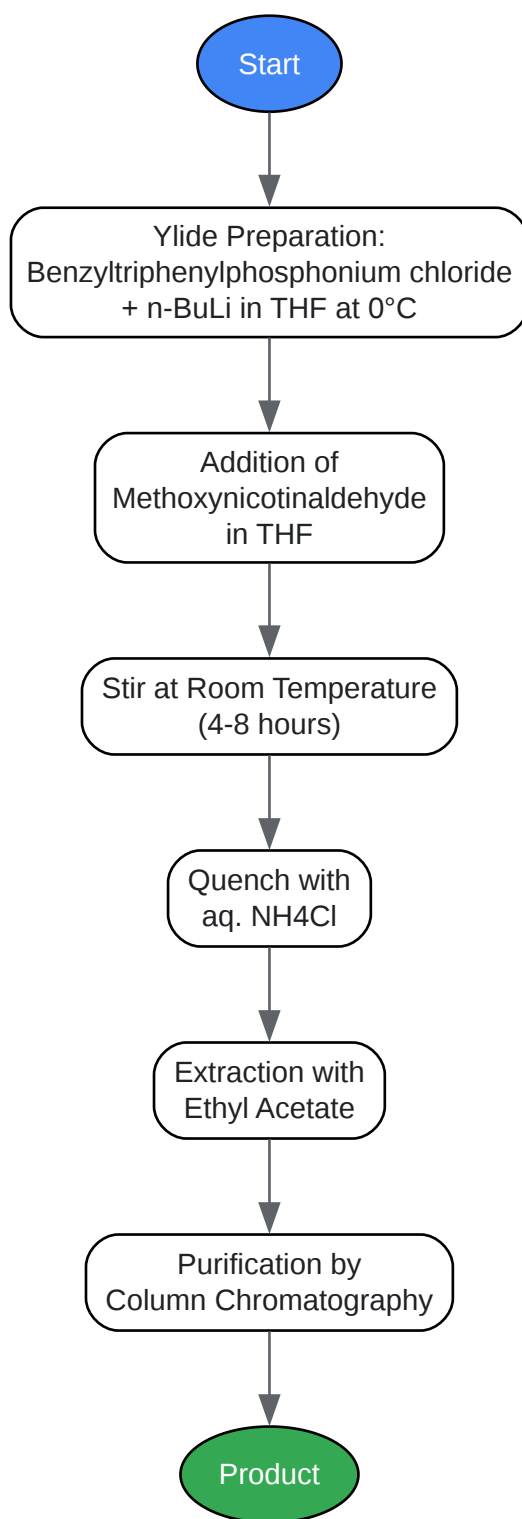 Start
Ylide Preparation:
Benzyltriphenylphosphonium chloride
+ n-BuLi in THF at 0°C
Addition of
Methoxynicotinaldehyde
in THF
Stir at Room Temperature
(4-8 hours)
Quench with
aq. NH4Cl
Extraction with
Ethyl Acetate
Purification by
Column Chromatography
Product